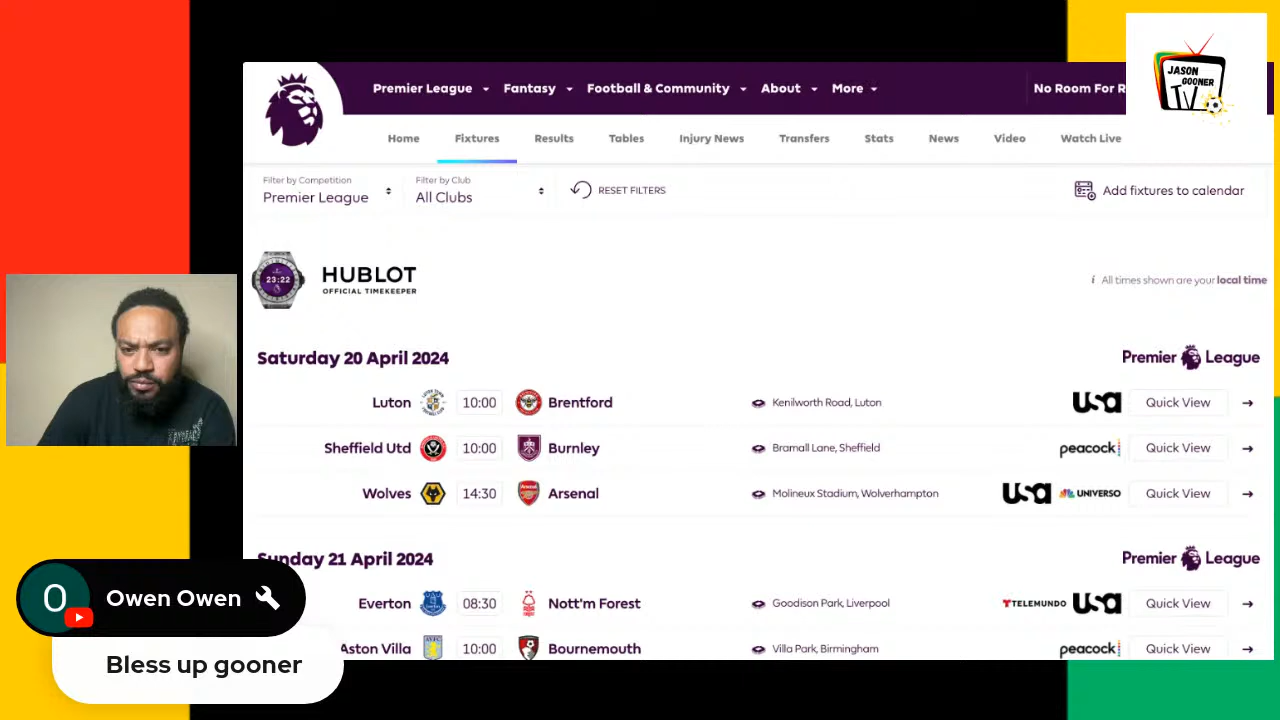 JASON
GOONER
TV
Premier League Fantasy Football & Community About More No Room For R
Home Fixtures Results Tables Injury News Transfers Stats News Video Watch Live
Filter by Competition
Premier League
Filter by Club
All Clubs
RESET FILTERS
Add fixtures to calendar
23:22
HUBLOT
OFFICIAL TIMEKEEPER
i All times shown are your local time
Saturday 20 April 2024 Premier League
Luton 10:00 Brentford Kenilworth Road, Luton usa Quick View →
Sheffield Utd 10:00 Burnley Bramall Lane, Sheffield peacock Quick View →
Wolves 14:30 Arsenal Molineux Stadium, Wolverhampton usa UNIVERSO Quick View →
Sunday 21 April 2024 Premier League
Everton 08:30 Nott'm Forest Goodison Park, Liverpool TELEMUNDO usa Quick View →
Aston Villa 10:00 Bournemouth Villa Park, Birmingham peacock Quick View →
O Owen Owen
Bless up gooner